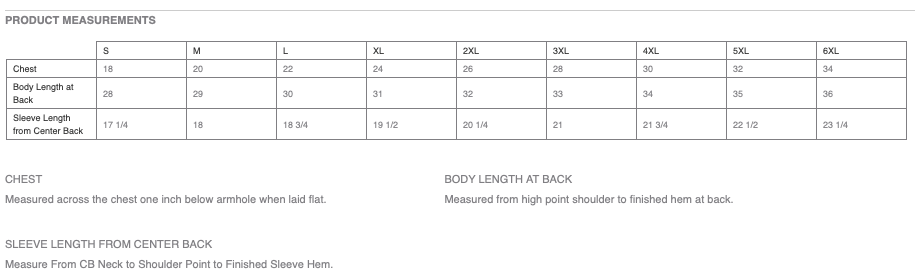 PRODUCT MEASUREMENTS
S M L XL 2XL 3XL 4XL 5XL 6XL
Chest 18 20 22 24 26 28 30 32 34
Body Length at
Back 28 29 30 31 32 33 34 35 36
Sleeve Length
from Center Back 17 1/4 18 18 3/4 19 1/2 20 1/4 21 21 3/4 22 1/2 23 1/4
CHEST
Measured across the chest one inch below armhole when laid flat.
BODY LENGTH AT BACK
Measured from high point shoulder to finished hem at back.
SLEEVE LENGTH FROM CENTER BACK
Measure From CB Neck to Shoulder Point to Finished Sleeve Hem.